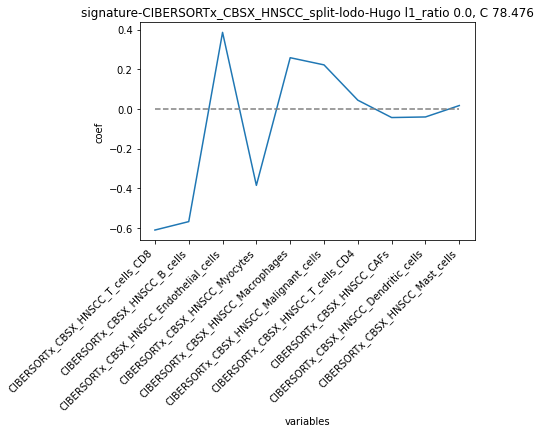 signature-CIBERSORTx_CBSX_HNSCC_split-lodo-Hugo l1_ratio 0.0, C 78.476
0.4
0.2
0.0
−0.2
−0.4
−0.6
coef
CIBERSORTx_CBSX_HNSCC_T_cells_CD8
CIBERSORTx_CBSX_HNSCC_B_cells
CIBERSORTx_CBSX_HNSCC_Endothelial_cells
CIBERSORTx_CBSX_HNSCC_Myocytes
CIBERSORTx_CBSX_HNSCC_Macrophages
CIBERSORTx_CBSX_HNSCC_Malignant_cells
CIBERSORTx_CBSX_HNSCC_T_cells_CD4
CIBERSORTx_CBSX_HNSCC_CAFs
CIBERSORTx_CBSX_HNSCC_Dendritic_cells
CIBERSORTx_CBSX_HNSCC_Mast_cells
variables